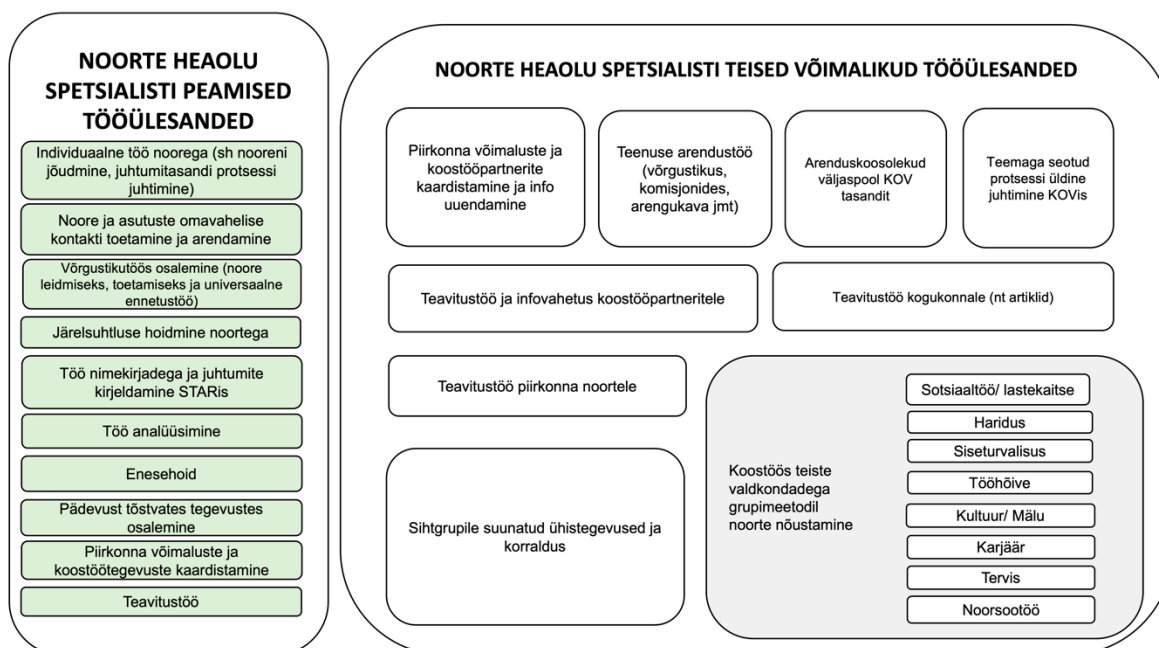 NOORTE HEAOLU
SPETSIALISTI PEAMISED
TÖÖÜLESANDED
Individuaalne töö noorega (sh nooreni
jõudmine, juhtumitasandi protsessi
juhtimine)
Noore ja asutuste omavahelise
kontakti toetamine ja arendamine
Võrgustikutöös osalemine (noore
leidmiseks, toetamiseks ja universaalne
ennetustöö)
Järelsuhtluse hoidmine noortega
Töö nimekirjadega ja juhtumite
kirjeldamine STARis
Töö analüüsimine
Enesehoid
Pädevust tõstvates tegevustes
osalemine
Piirkonna võimaluste ja
koostöötegevuste kaardistamine
Teavitustöö
NOORTE HEAOLU SPETSIALISTI TEISED VÕIMALIKUD TÖÖÜLESANDED
Piirkonna võimaluste ja
koostööpartnerite
kaardistamine ja info
uuendamine
Teenuse arendustöö
(võrgustikus,
komisjonides,
arengukava jmt)
Arenduskoosolekud
väljaspool KOV
tasandit
Teemaga seotud
protsessi üldine
juhtimine KOVis
Teavitustöö ja infovahetus koostööpartneritele
Teavitustöö kogukonnale (nt artiklid)
Teavitustöö piirkonna noortele
Sihtgrupile suunatud ühistegevused ja
korraldus
Koostöös teiste
valdkondadega
grupimeetodil
noorte nõustamine
Sotsiaaltöö/ lastekaitse
Haridus
Siseturvalisus
Tööhõive
Kultuur/ Mälu
Karjäär
Tervis
Noorsootöö